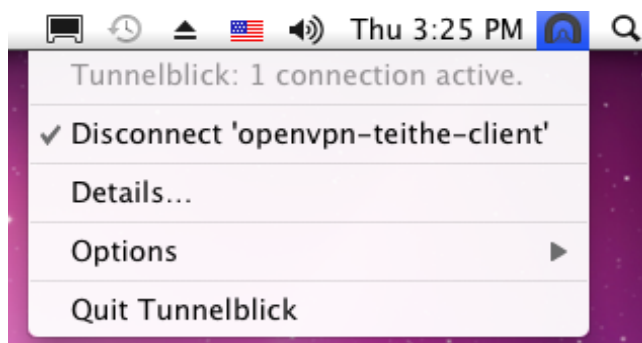 Thu 3:25 PM
Tunnelblick: 1 connection active.
Disconnect 'openvpn-teithe-client'
Details...
Options
Quit Tunnelblick